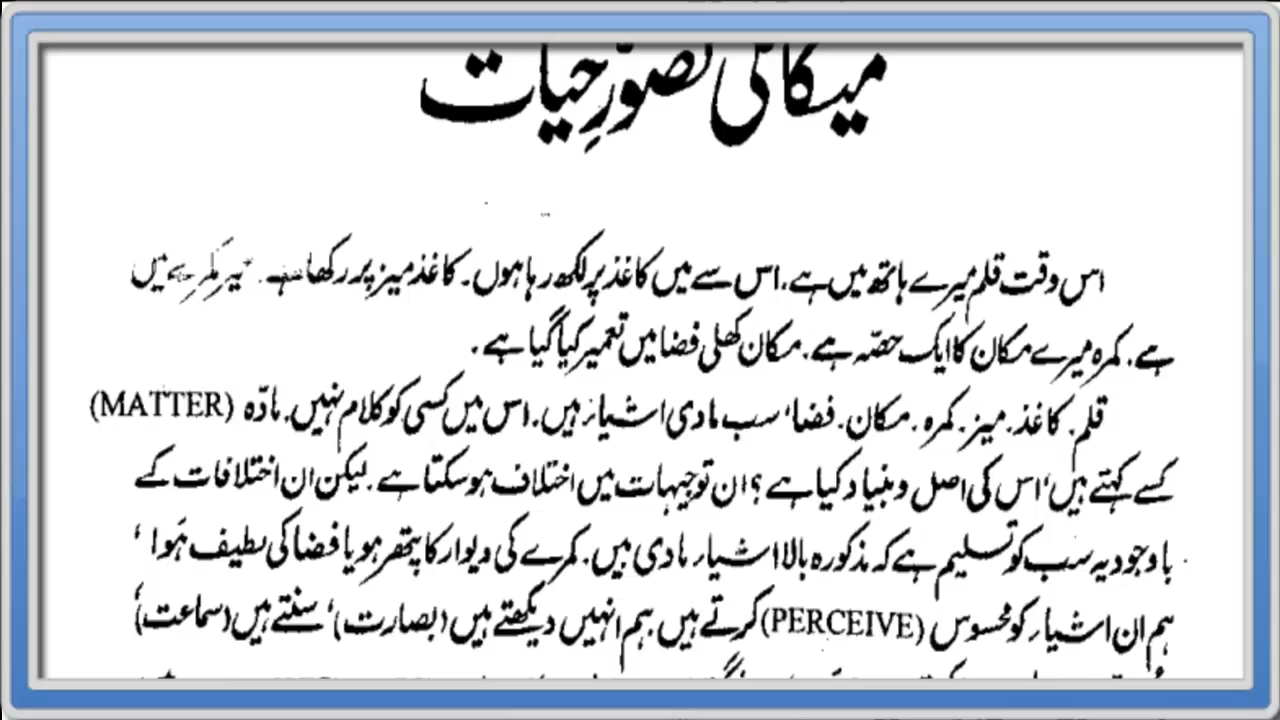 میکانکی تصورِ حیات
اس وقت قلم میرے ہاتھ میں ہے۔ اس سے میں کاغذ پر لکھ رہا ہوں۔ کاغذ میز پر رکھا ہے۔ میز کمرے میں
ہے۔ کمرہ میرے مکان کا ایک حصّہ ہے۔ مکان کھلی فضا میں تعمیر کیا گیا ہے۔
قلم۔ کاغذ۔ میز۔ کمرہ۔ مکان۔ فضا، سب مادی اشیاء ہیں۔ اس میں کسی کو کلام نہیں۔ مادّہ (MATTER)
کسے کہتے ہیں، اس کی اصل و بنیاد کیا ہے؟ ان توجیہات میں اختلاف ہو سکتا ہے۔ لیکن ان اختلافات کے
باوجود یہ سب کو تسلیم ہے کہ مذکورہ بالا اشیاء مادی ہیں۔ کمرے کی دیوار کا پتھر ہو یا فضا کی لطیف ہَوا،
ہم ان اشیاء کو محسوس (PERCEIVE) کرتے ہیں۔ ہم انہیں دیکھتے ہیں (بصارت)، سنتے ہیں (سماعت)،